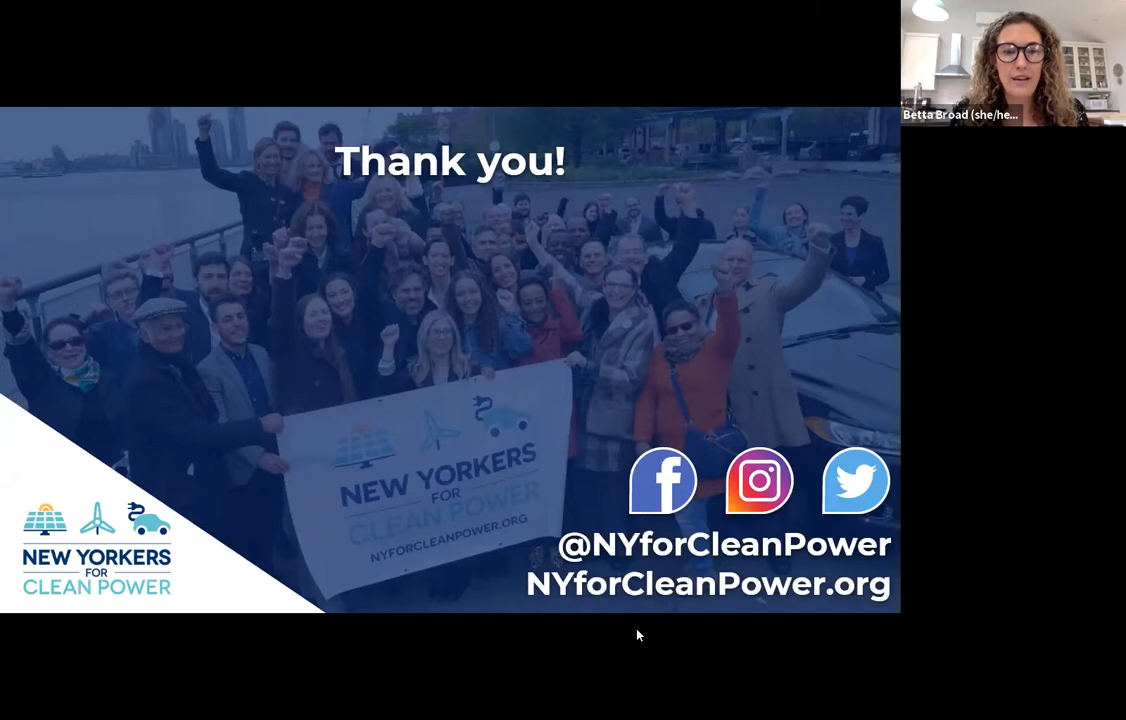 Betta Broad (she/he...
Thank you!
NEW YORKERS
FOR
CLEAN POWER
NYFORCLEANPOWER.ORG
@NYforCleanPower
NYforCleanPower.org
NEW YORKERS
FOR
CLEAN POWER